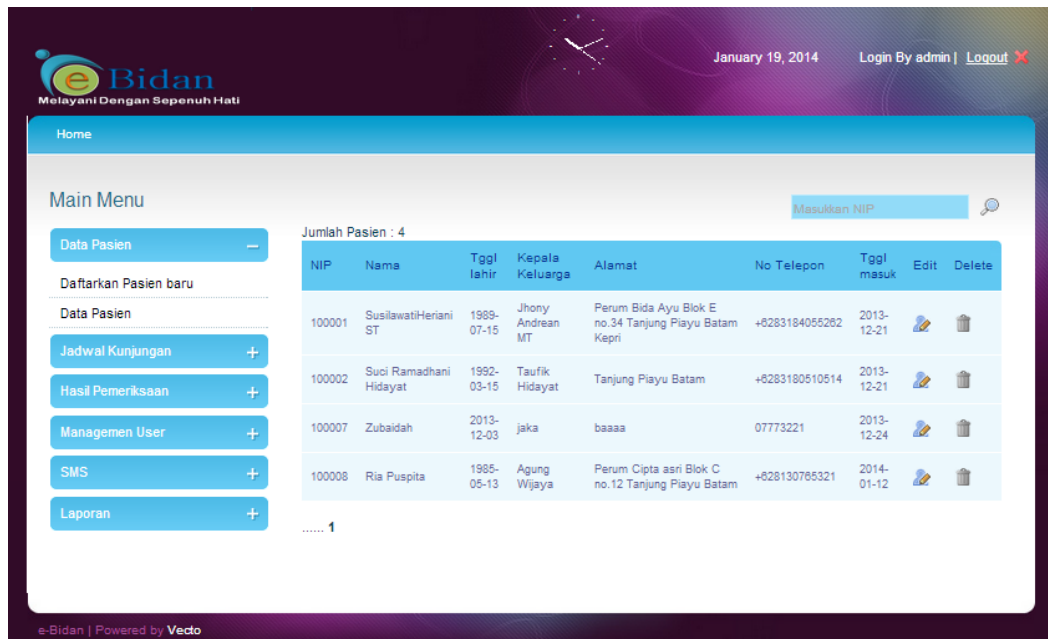 e Bidan
Melayani Dengan Sepenuh Hati
January 19, 2014 Login By admin | Logout
Home
Main Menu
Masukkan NIP
Data Pasien
Daftarkan Pasien baru
Data Pasien
Jadwal Kunjungan
Hasil Pemeriksaan
Managemen User
SMS
Laporan
Jumlah Pasien : 4
NIP Nama Tggl lahir Kepala Keluarga Alamat No Telepon Tggl masuk Edit Delete
100001 SusilawatiHeriani ST 1989-07-15 Jhony Andrean MT Perum Bida Ayu Blok E no.34 Tanjung Piayu Batam Kepri +6283184055262 2013-12-21
100002 Suci Ramadhani Hidayat 1992-03-15 Taufik Hidayat Tanjung Piayu Batam +6283180510514 2013-12-21
100007 Zubaidah 2013-12-03 jaka baaaa 07773221 2013-12-24
100008 Ria Puspita 1985-05-13 Agung Wijaya Perum Cipta asri Blok C no.12 Tanjung Piayu Batam +628130765321 2014-01-12
...... 1
e-Bidan | Powered by Vecto